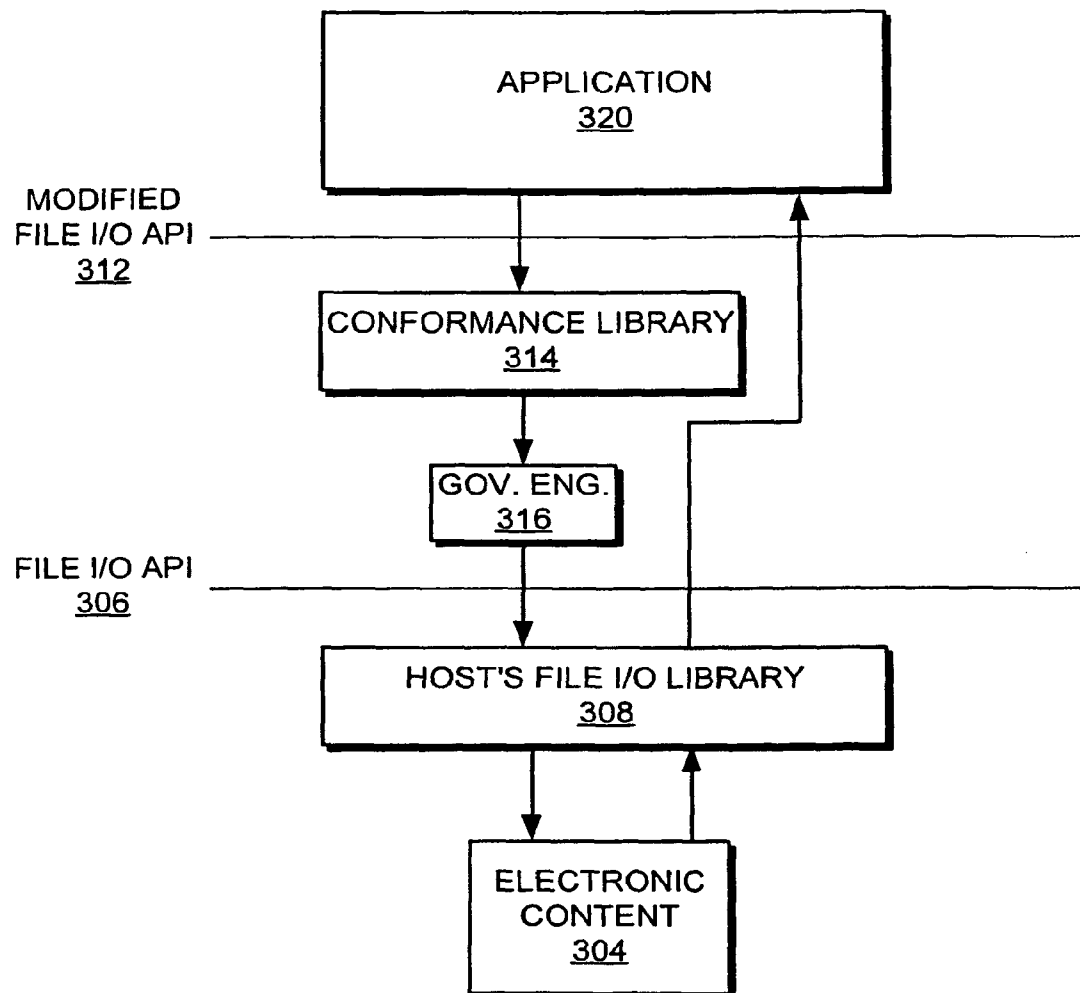 APPLICATION
320
MODIFIED
FILE I/O API
312
CONFORMANCE LIBRARY
314
GOV. ENG.
316
FILE I/O API
306
HOST'S FILE I/O LIBRARY
308
ELECTRONIC
CONTENT
304